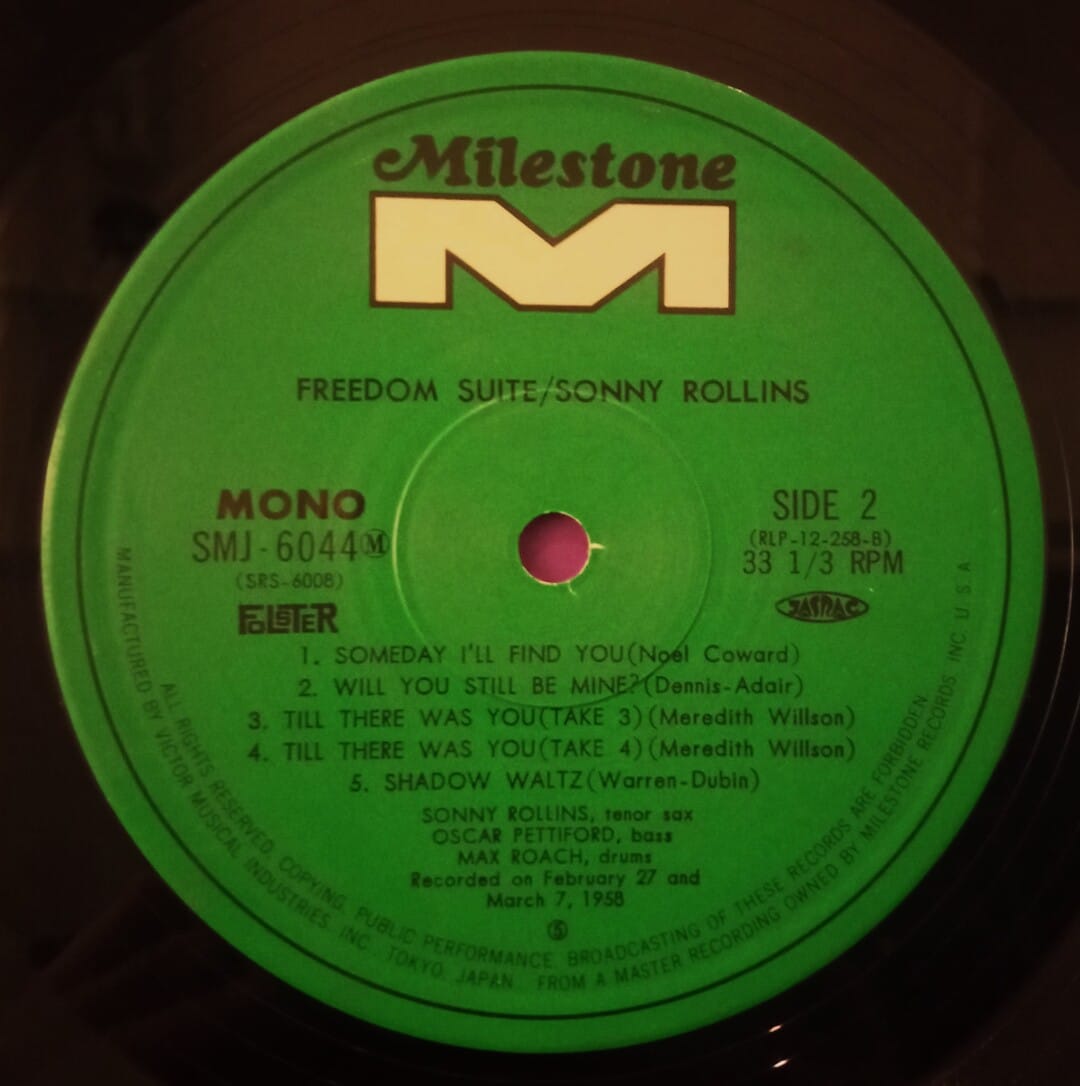 Milestone
M
FREEDOM SUITE/SONNY ROLLINS
MONO
SMJ-6044Ⓜ
(SRS-6008)
FOLSTER
SIDE 2
(RLP-12-258-B)
33 1/3 RPM
JASRAC
1. SOMEDAY I'LL FIND YOU(Noël Coward)
2. WILL YOU STILL BE MINE?(Dennis-Adair)
3. TILL THERE WAS YOU(TAKE 3)(Meredith Willson)
4. TILL THERE WAS YOU(TAKE 4)(Meredith Willson)
5. SHADOW WALTZ(Warren-Dubin)
SONNY ROLLINS, tenor sax
OSCAR PETTIFORD, bass
MAX ROACH, drums
Recorded on February 27 and
March 7, 1958
Ⓢ
ALL RIGHTS RESERVED. COPYING, PUBLIC PERFORMANCE, BROADCASTING OF THESE RECORDS ARE FORBIDDEN.
MANUFACTURED BY VICTOR MUSICAL INDUSTRIES, INC. TOKYO, JAPAN. FROM A MASTER RECORDING OWNED BY MILESTONE RECORDS INC U.S.A